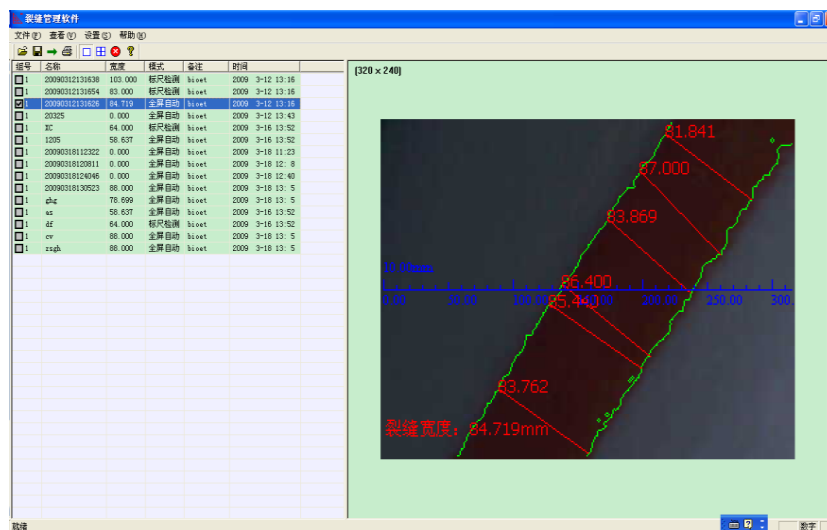 裂缝管理软件
文件(F) 查看(V) 设置(S) 帮助(H)
组号 名称 宽度 模式 备注 时间
1 20090312131638 103.000 标尺检测 bioet 2009 3-12 13:16
1 20090312131654 83.000 标尺检测 bioet 2009 3-12 13:16
1 20090312131626 84.719 全屏自动 bioet 2009 3-12 13:16
1 20325 0.000 全屏自动 bioet 2009 3-12 13:43
1 XC 64.000 标尺检测 bioet 2009 3-16 13:52
1 1205 58.637 全屏自动 bioet 2009 3-16 13:52
1 20090318112322 0.000 全屏自动 bioet 2009 3-18 11:23
1 20090318120811 0.000 全屏自动 bioet 2009 3-18 12: 8
1 20090318124046 0.000 全屏自动 bioet 2009 3-18 12:40
1 20090318130523 88.000 全屏自动 bioet 2009 3-18 13: 5
1 ghg 78.699 全屏自动 bioet 2009 3-18 13: 5
1 as 58.637 全屏自动 bioet 2009 3-16 13:52
1 df 64.000 标尺检测 bioet 2009 3-16 13:52
1 cv 88.000 全屏自动 bioet 2009 3-18 13: 5
1 zsgh 88.000 全屏自动 bioet 2009 3-18 13: 5
(320 x 240)
81.841
87.000
83.869
10.00mm
86.400
0.00 50.00 100.00 200.00 250.00 300.
85.440
83.762
裂缝宽度：84.719mm
就绪
数字